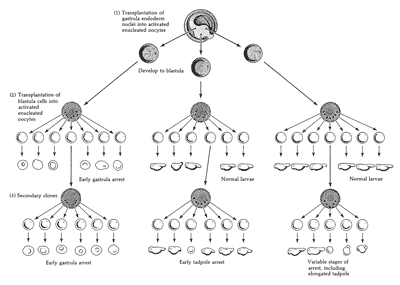 (1) Transplantation of
gastrula endoderm
nuclei into activated
enucleated oocytes
Develop to blastula
(2) Transplantation of
blastula cells into
activated
enucleated
oocytes
Early gastrula arrest
Normal larvae
Normal larvae
(3) Secondary clones
Early gastrula arrest
Early tadpole arrest
Variable stages of
arrest, including
elongated tadpole